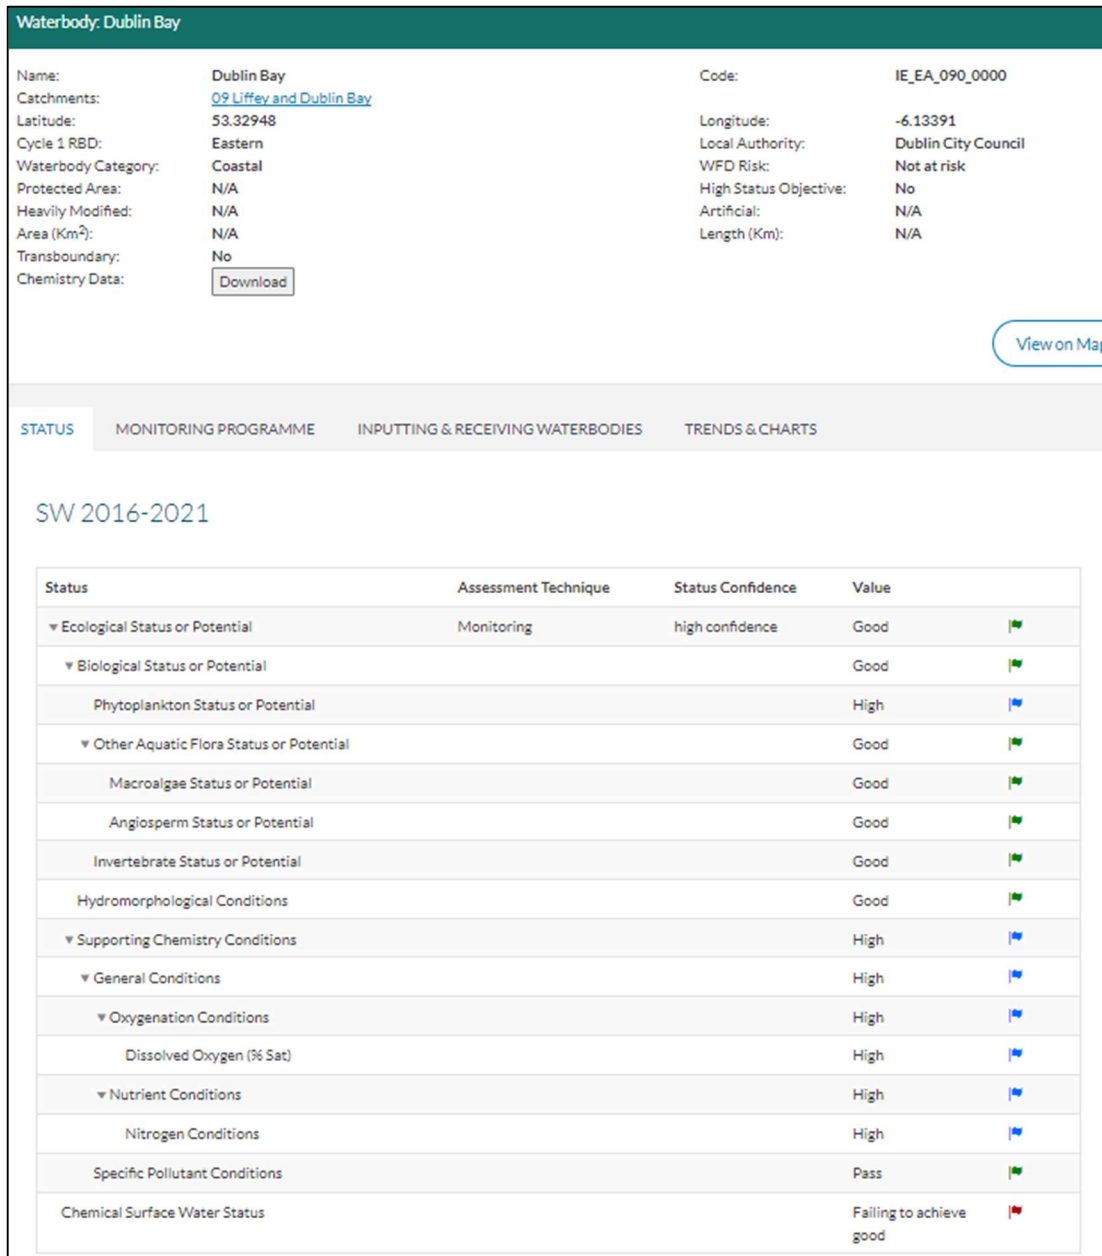 Waterbody: Dublin Bay
Name: Dublin Bay Code: IE_EA_090_0000
Catchments: 09 Liffey and Dublin Bay
Latitude: 53.32948 Longitude: -6.13391
Cycle 1 RBD: Eastern Local Authority: Dublin City Council
Waterbody Category: Coastal WFD Risk: Not at risk
Protected Area: N/A High Status Objective: No
Heavily Modified: N/A Artificial: N/A
Area (Km²): N/A Length (Km): N/A
Transboundary: No
Chemistry Data: Download
View on Map
STATUS MONITORING PROGRAMME INPUTTING & RECEIVING WATERBODIES TRENDS & CHARTS
SW 2016-2021
Status Assessment Technique Status Confidence Value
Ecological Status or Potential Monitoring high confidence Good
Biological Status or Potential Good
Phytoplankton Status or Potential High
Other Aquatic Flora Status or Potential Good
Macroalgae Status or Potential Good
Angiosperm Status or Potential Good
Invertebrate Status or Potential Good
Hydromorphological Conditions Good
Supporting Chemistry Conditions High
General Conditions High
Oxygenation Conditions High
Dissolved Oxygen (% Sat) High
Nutrient Conditions High
Nitrogen Conditions High
Specific Pollutant Conditions Pass
Chemical Surface Water Status Failing to achieve
good